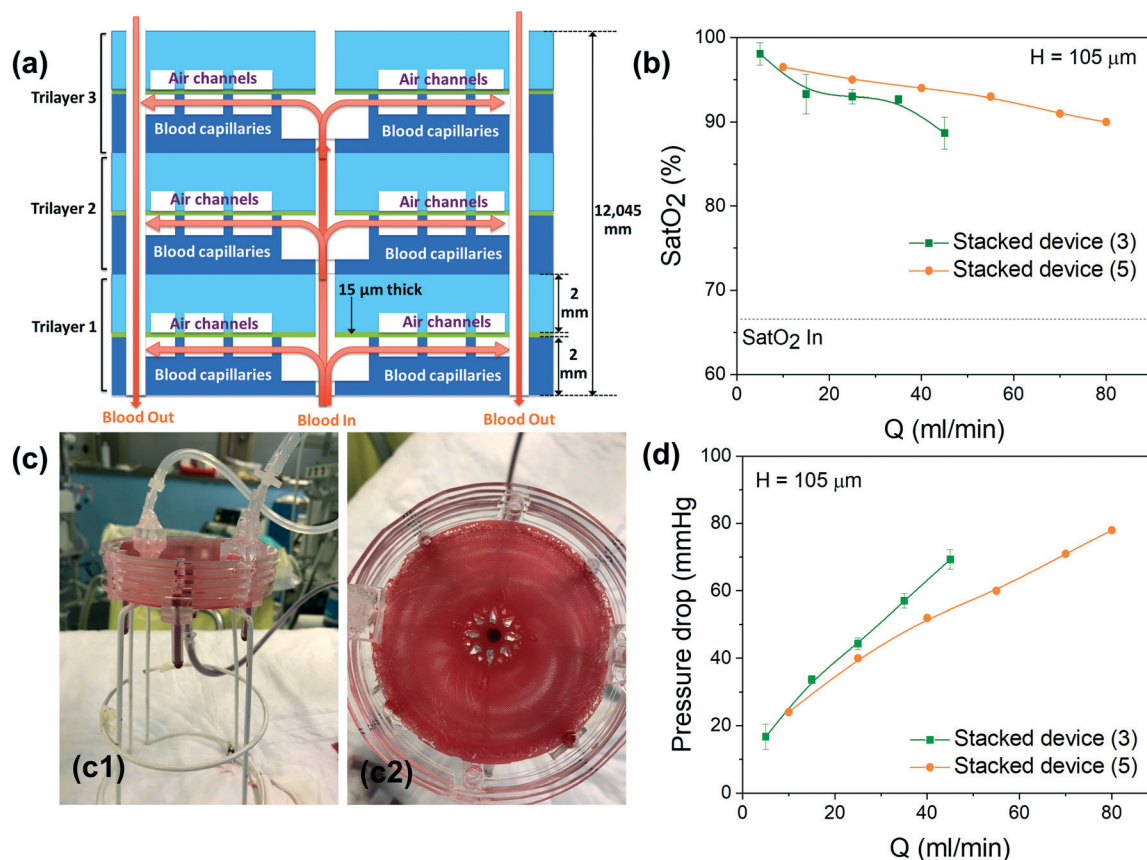 (a)
Trilayer 3
Air channels
Air channels
Blood capillaries
Blood capillaries
Trilayer 2
Air channels
Air channels
Blood capillaries
Blood capillaries
12,045
mm
Trilayer 1
15 μm thick
Air channels
Air channels
Blood capillaries
Blood capillaries
2
mm
2
mm
Blood Out
Blood In
Blood Out
(b)
H = 105 μm
100
90
80
70
60
SatO2 (%)
Stacked device (3)
Stacked device (5)
SatO2 In
0
20
40
60
80
Q (ml/min)
(c)
(c1)
(c2)
(d)
H = 105 μm
100
80
60
40
20
0
Pressure drop (mmHg)
Stacked device (3)
Stacked device (5)
0
20
40
60
80
Q (ml/min)